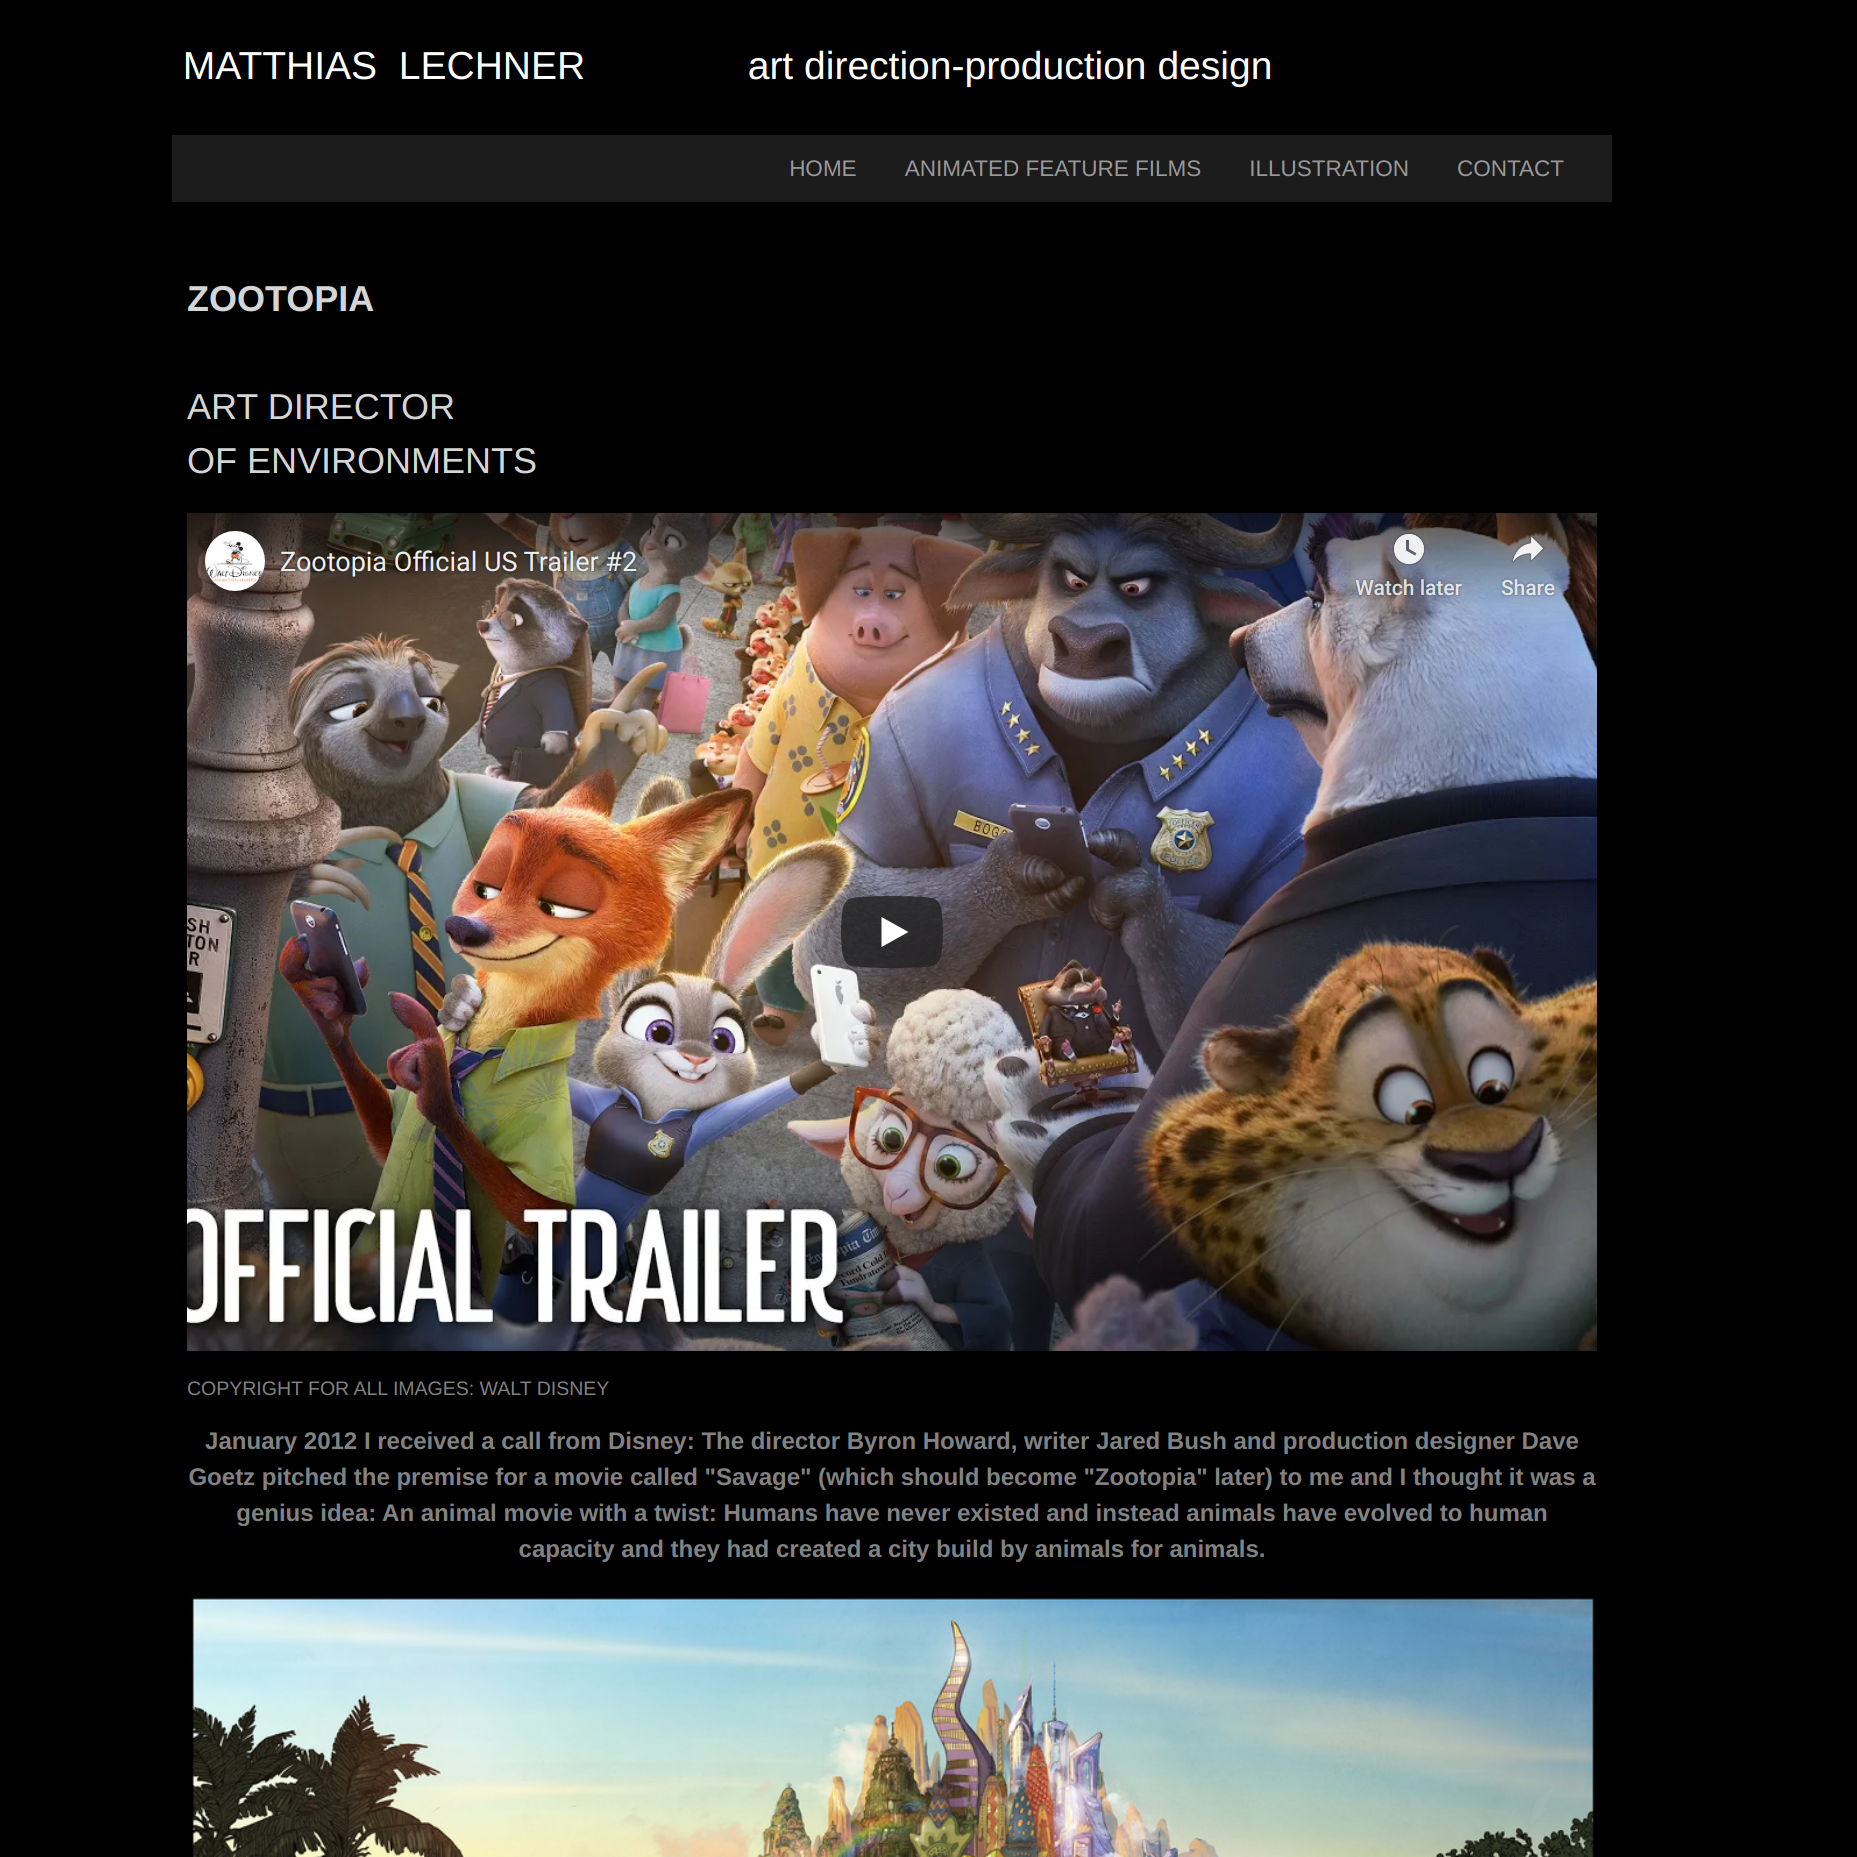 MATTHIAS  LECHNER
art direction-production design
HOME
ANIMATED FEATURE FILMS
ILLUSTRATION
CONTACT
ZOOTOPIA
ART DIRECTOR
OF ENVIRONMENTS
Zootopia Official US Trailer #2
Watch later
Share
BOGO
SH
TON
R
OFFICIAL TRAILER
COPYRIGHT FOR ALL IMAGES: WALT DISNEY
January 2012 I received a call from Disney: The director Byron Howard, writer Jared Bush and production designer Dave
Goetz pitched the premise for a movie called "Savage" (which should become "Zootopia" later) to me and I thought it was a
genius idea: An animal movie with a twist: Humans have never existed and instead animals have evolved to human
capacity and they had created a city build by animals for animals.